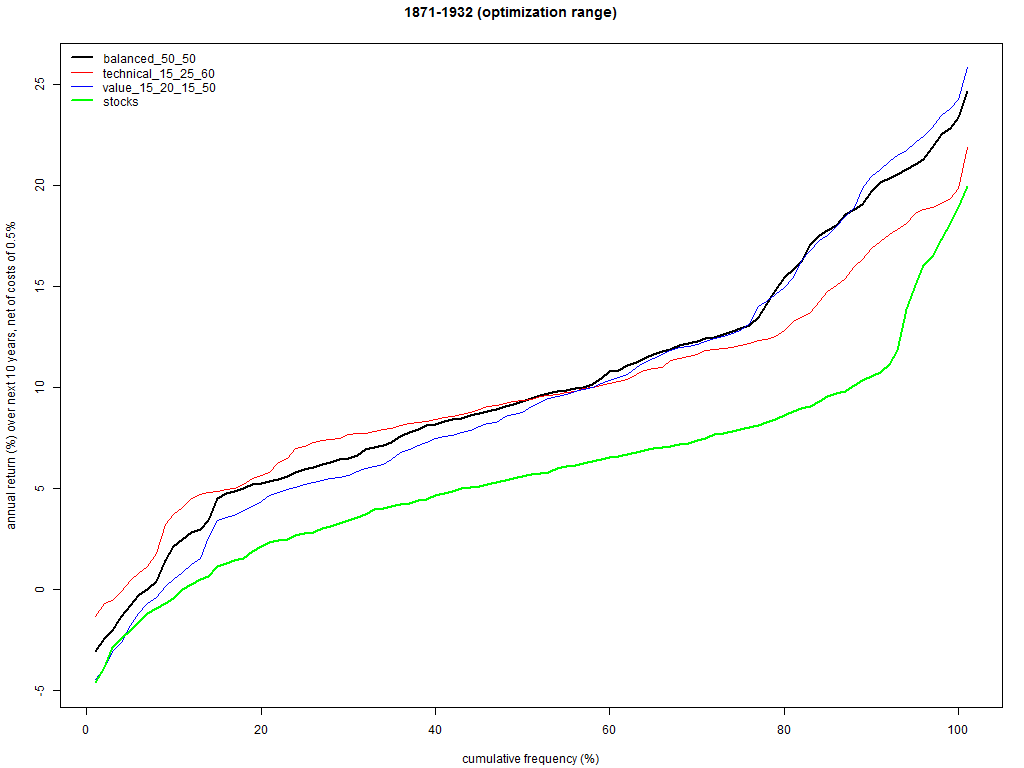 1871-1932 (optimization range)
balanced_50_50
technical_15_25_60
value_15_20_15_50
stocks
annual return (%) over next 10 years, net of costs of 0.5%
25
20
15
10
5
0
-5
0 20 40 60 80 100
cumulative frequency (%)